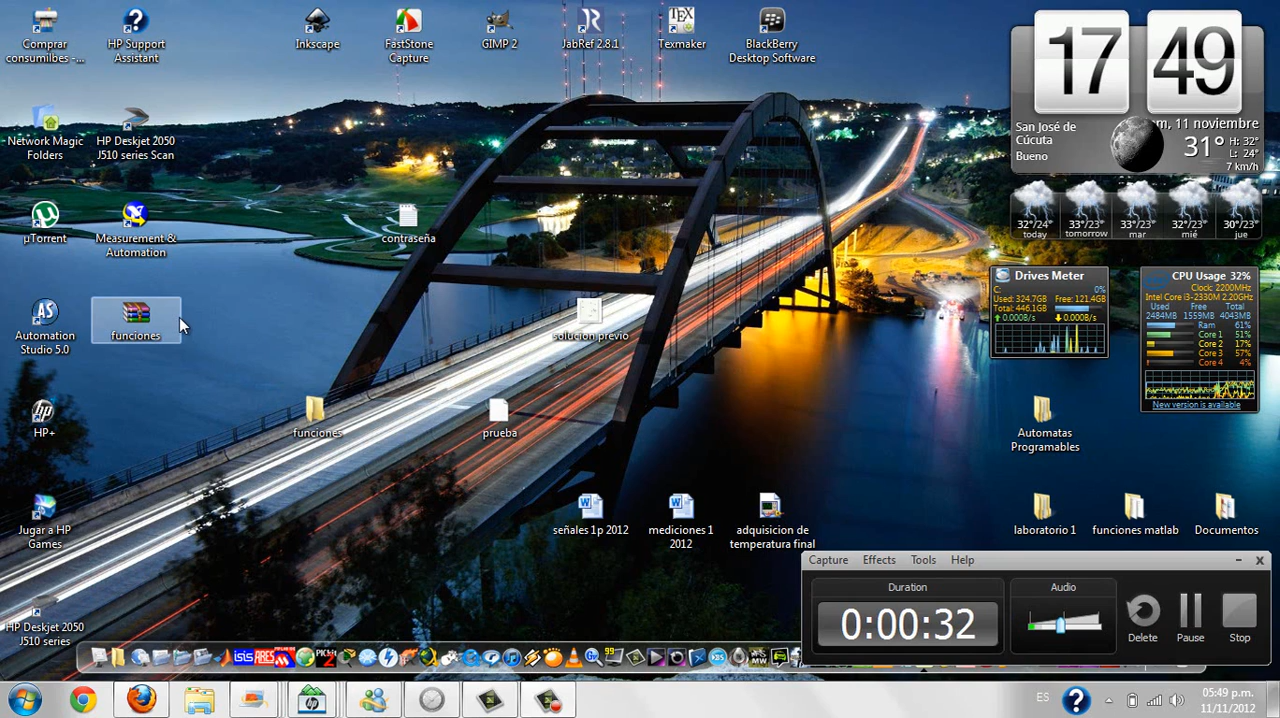 Comprar
consumilbes -...
HP Support
Assistant
Inkscape
FastStone
Capture
GIMP 2
JabRef 2.8.1
TEX
Texmaker
BlackBerry
Desktop Software
17 49
San José de
Cúcuta
Bueno
m, 11 noviembre
31°
H: 32°
L: 24°
7 km/h
32°/24°
today
33°/23°
tomorrow
33°/23°
mar
32°/23°
mié
30°/23°
jue
Network Magic
Folders
HP Deskjet 2050
J510 series Scan
µTorrent
Measurement &
Automation
contraseña
AS
Automation
Studio 5.0
funciones
solucion previo
Drives Meter
C:
0%
Used: 324.7GB Free: 121.4GB
Total: 446.1GB
0.000B/s 0.000B/s
CPU Usage 32%
Clock: 2200MHz
Intel Core i3-2330M 2.20GHz
Used Free Total
2484MB 1559MB 4043MB
Ram 61%
Core 1 51%
Core 2 17%
Core 3 57%
Core 4 4%
New version is available
hp
HP+
funciones
prueba
Automatas
Programables
Jugar a HP
Games
señales 1p 2012
mediciones 1
2012
adquisicion de
temperatura final
laboratorio 1
funciones matlab
Documentos
HP Deskjet 2050
J510 series
Capture Effects Tools Help
Duration
0:00:32
Audio
Delete
Pause
Stop
isis ARES
ES
05:49 p.m.
11/11/2012